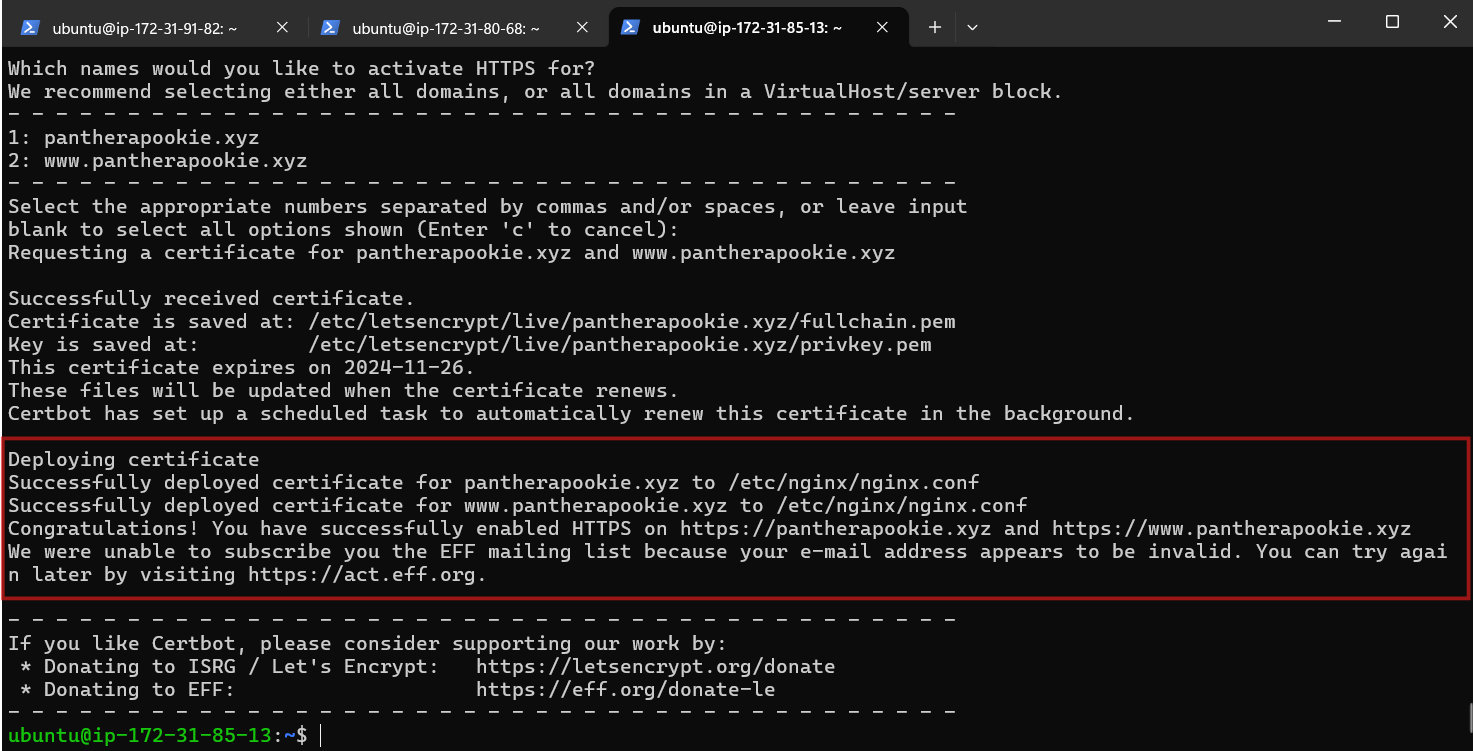 ubuntu@ip-172-31-91-82: ~
ubuntu@ip-172-31-80-68: ~
ubuntu@ip-172-31-85-13: ~
Which names would you like to activate HTTPS for?
We recommend selecting either all domains, or all domains in a VirtualHost/server block.
- - - - - - - - - - - - - - - - - - - - - - - - - - - - - - - - - - - - - - - -
1: pantherapookie.xyz
2: www.pantherapookie.xyz
- - - - - - - - - - - - - - - - - - - - - - - - - - - - - - - - - - - - - - - -
Select the appropriate numbers separated by commas and/or spaces, or leave input
blank to select all options shown (Enter 'c' to cancel):
Requesting a certificate for pantherapookie.xyz and www.pantherapookie.xyz
Successfully received certificate.
Certificate is saved at: /etc/letsencrypt/live/pantherapookie.xyz/fullchain.pem
Key is saved at:         /etc/letsencrypt/live/pantherapookie.xyz/privkey.pem
This certificate expires on 2024-11-26.
These files will be updated when the certificate renews.
Certbot has set up a scheduled task to automatically renew this certificate in the background.
Deploying certificate
Successfully deployed certificate for pantherapookie.xyz to /etc/nginx/nginx.conf
Successfully deployed certificate for www.pantherapookie.xyz to /etc/nginx/nginx.conf
Congratulations! You have successfully enabled HTTPS on https://pantherapookie.xyz and https://www.pantherapookie.xyz
We were unable to subscribe you the EFF mailing list because your e-mail address appears to be invalid. You can try agai
n later by visiting https://act.eff.org.
- - - - - - - - - - - - - - - - - - - - - - - - - - - - - - - - - - - - - - - -
If you like Certbot, please consider supporting our work by:
 * Donating to ISRG / Let's Encrypt:   https://letsencrypt.org/donate
 * Donating to EFF:                    https://eff.org/donate-le
- - - - - - - - - - - - - - - - - - - - - - - - - - - - - - - - - - - - - - - -
ubuntu@ip-172-31-85-13:~$